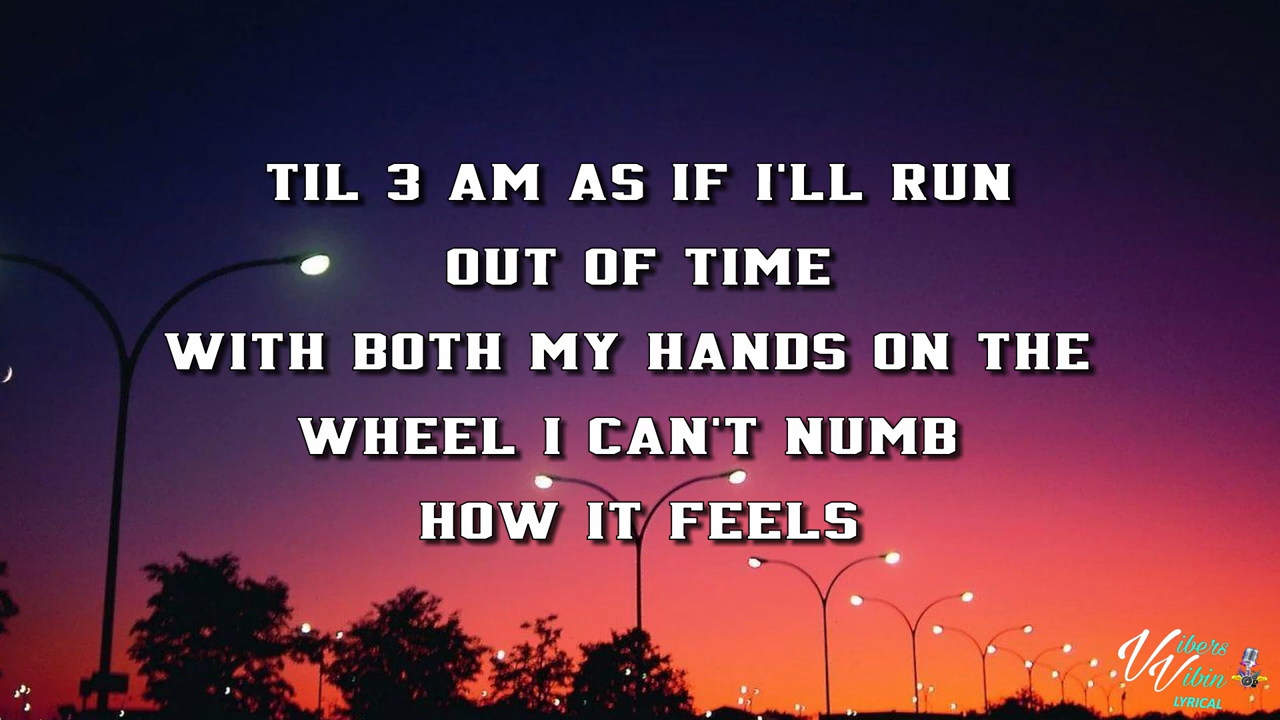 TIL 3 AM AS IF I'LL RUN
OUT OF TIME
WITH BOTH MY HANDS ON THE
WHEEL I CAN'T NUMB
HOW IT FEELS
Vibers
Vibin
LYRICAL